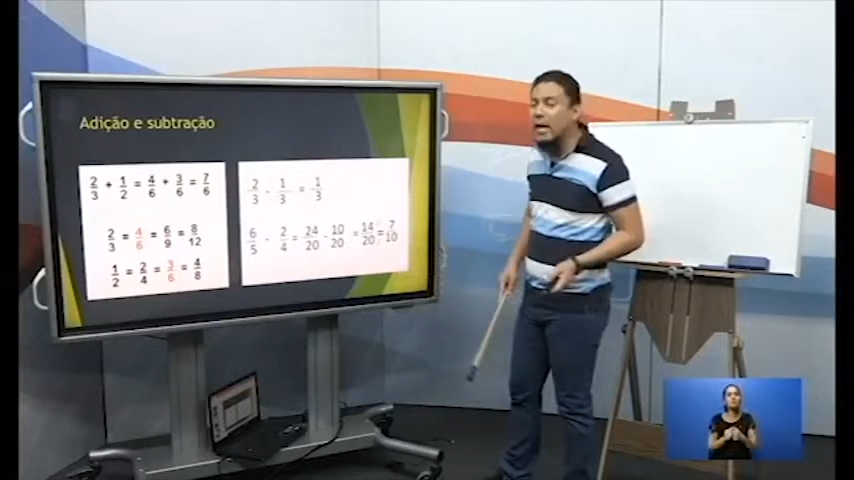 Adição e subtração
2/3 + 1/2 = 4/6 + 3/6 = 7/6
2/3 = 4/6 = 6/9 = 8/12
1/2 = 2/4 = 3/6 = 4/8
2/3 - 1/3 = 1/3
6/5 - 2/4 = 24/20 - 10/20 = 14/20 = 7/10